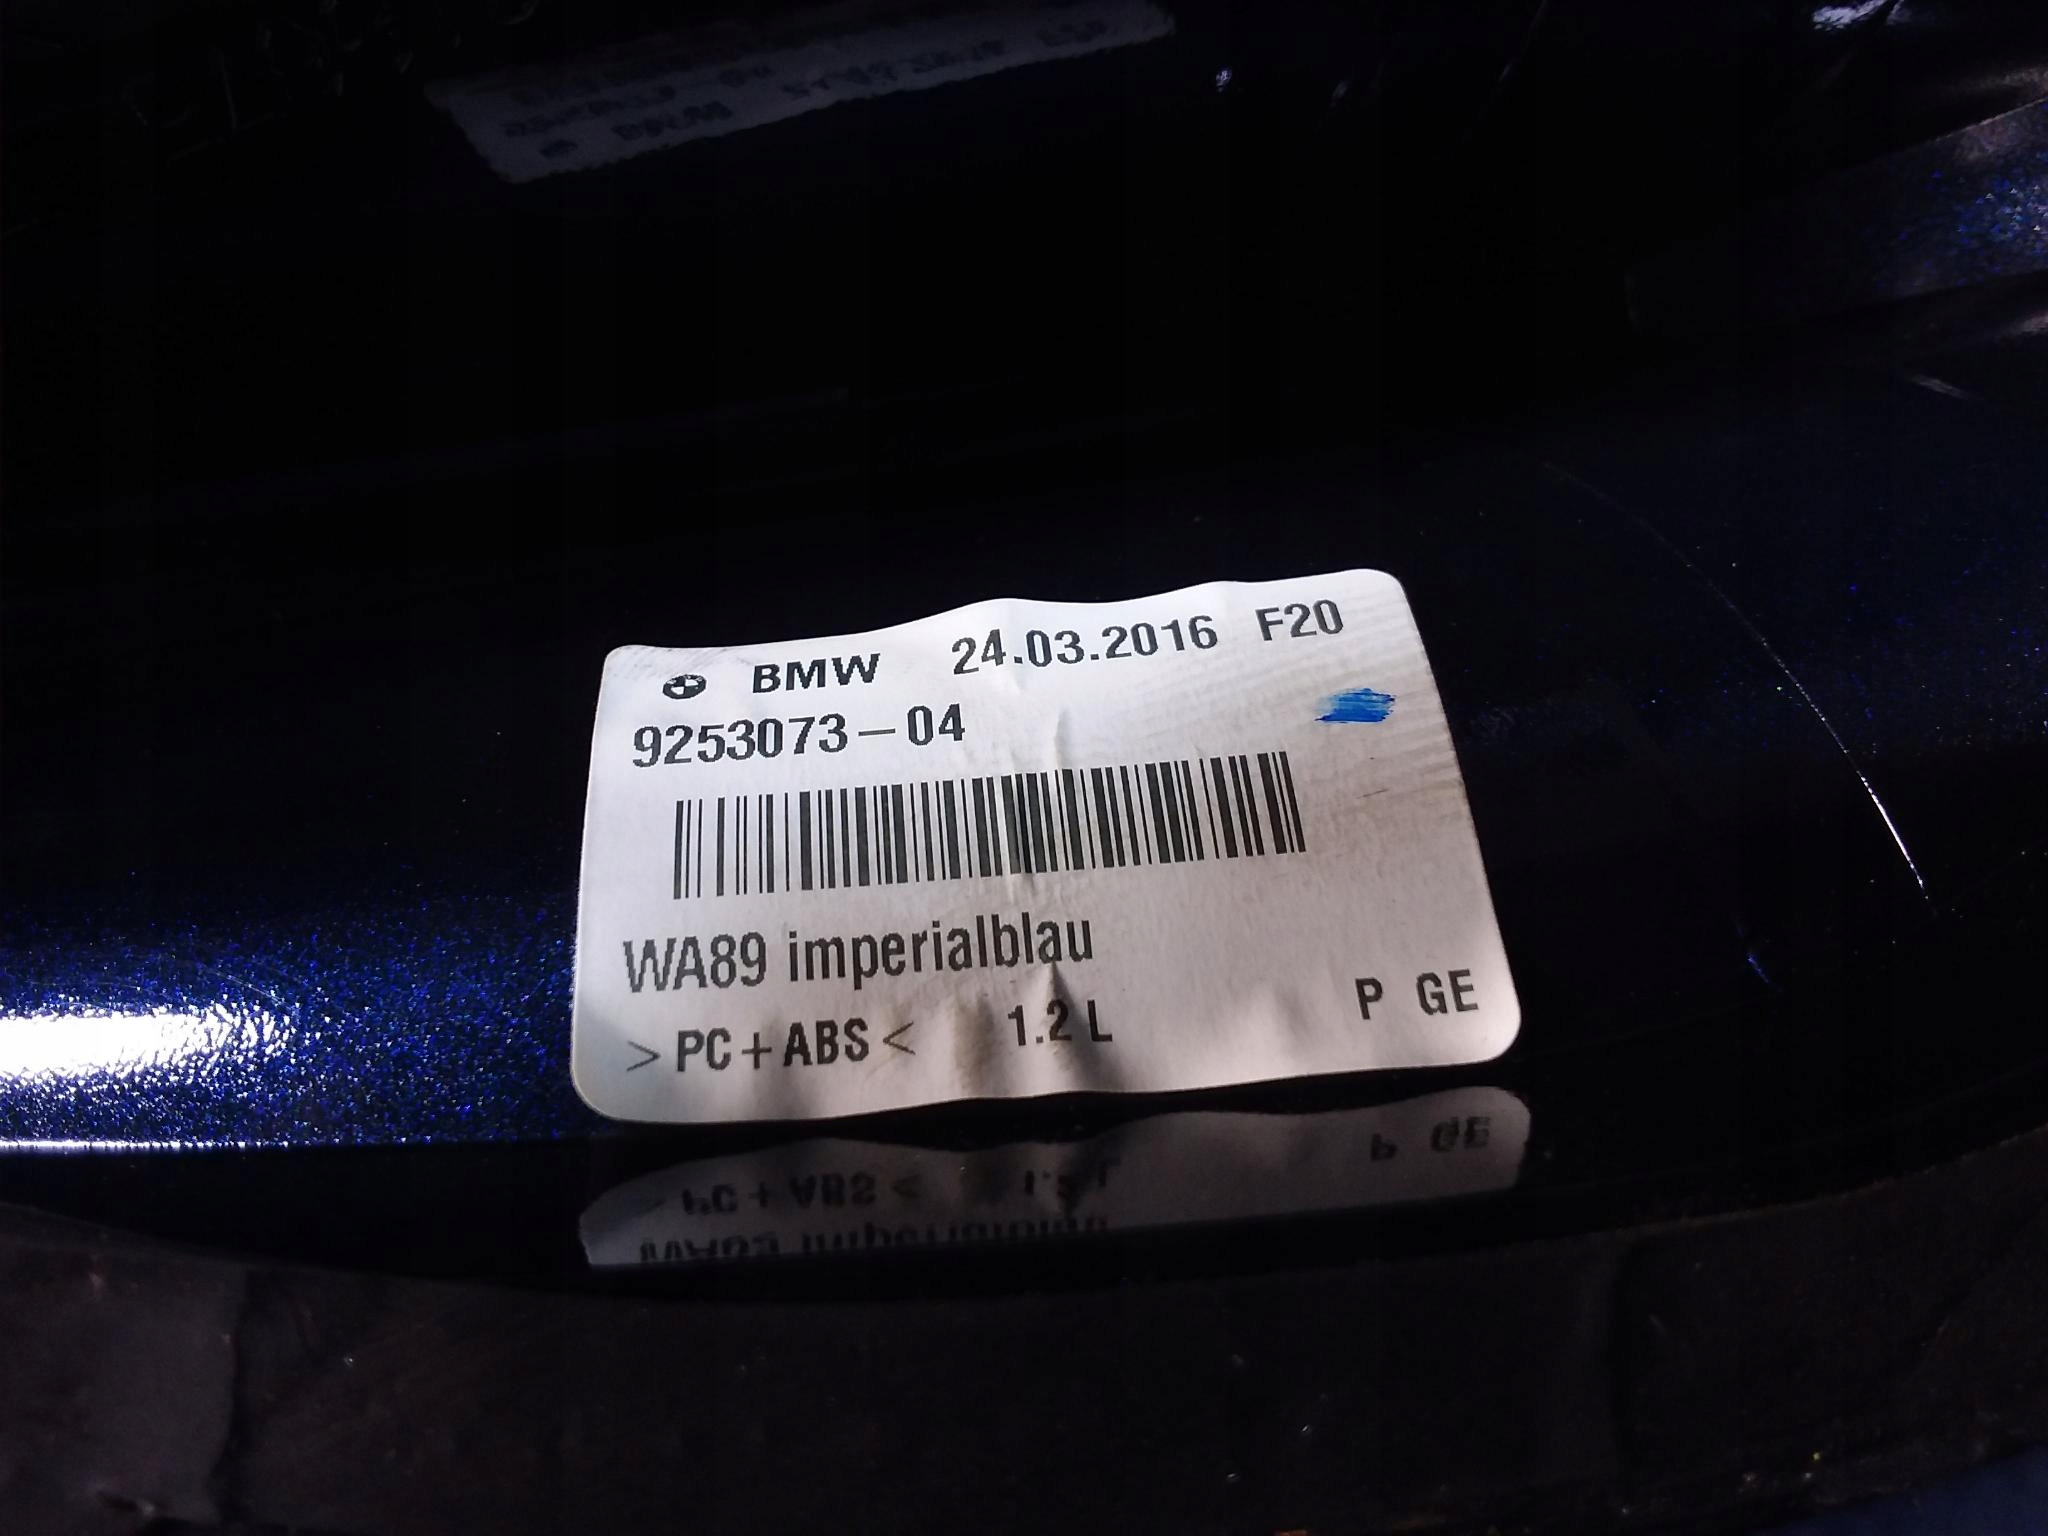 BMW 24.03.2016 F20
9253073-04
WA89 imperialblau
>PC+ABS< 1.2 L P GE